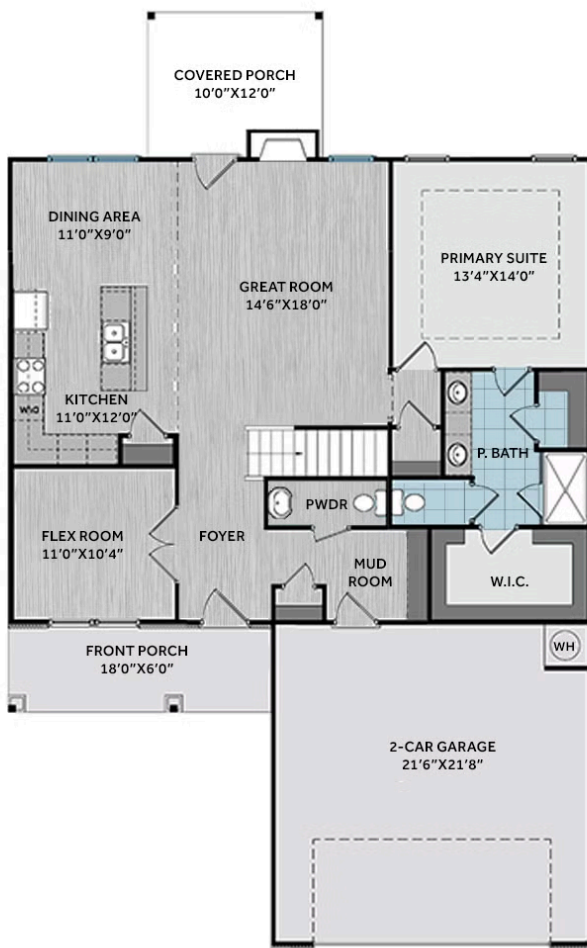 COVERED PORCH
10'0"X12'0"
DINING AREA
11'0"X9'0"
GREAT ROOM
14'6"X18'0"
PRIMARY SUITE
13'4"X14'0"
KITCHEN
11'0"X12'0"
D\W
P. BATH
PWDR
FLEX ROOM
11'0"X10'4"
FOYER
MUD
ROOM
W.I.C.
FRONT PORCH
18'0"X6'0"
WH
2-CAR GARAGE
21'6"X21'8"